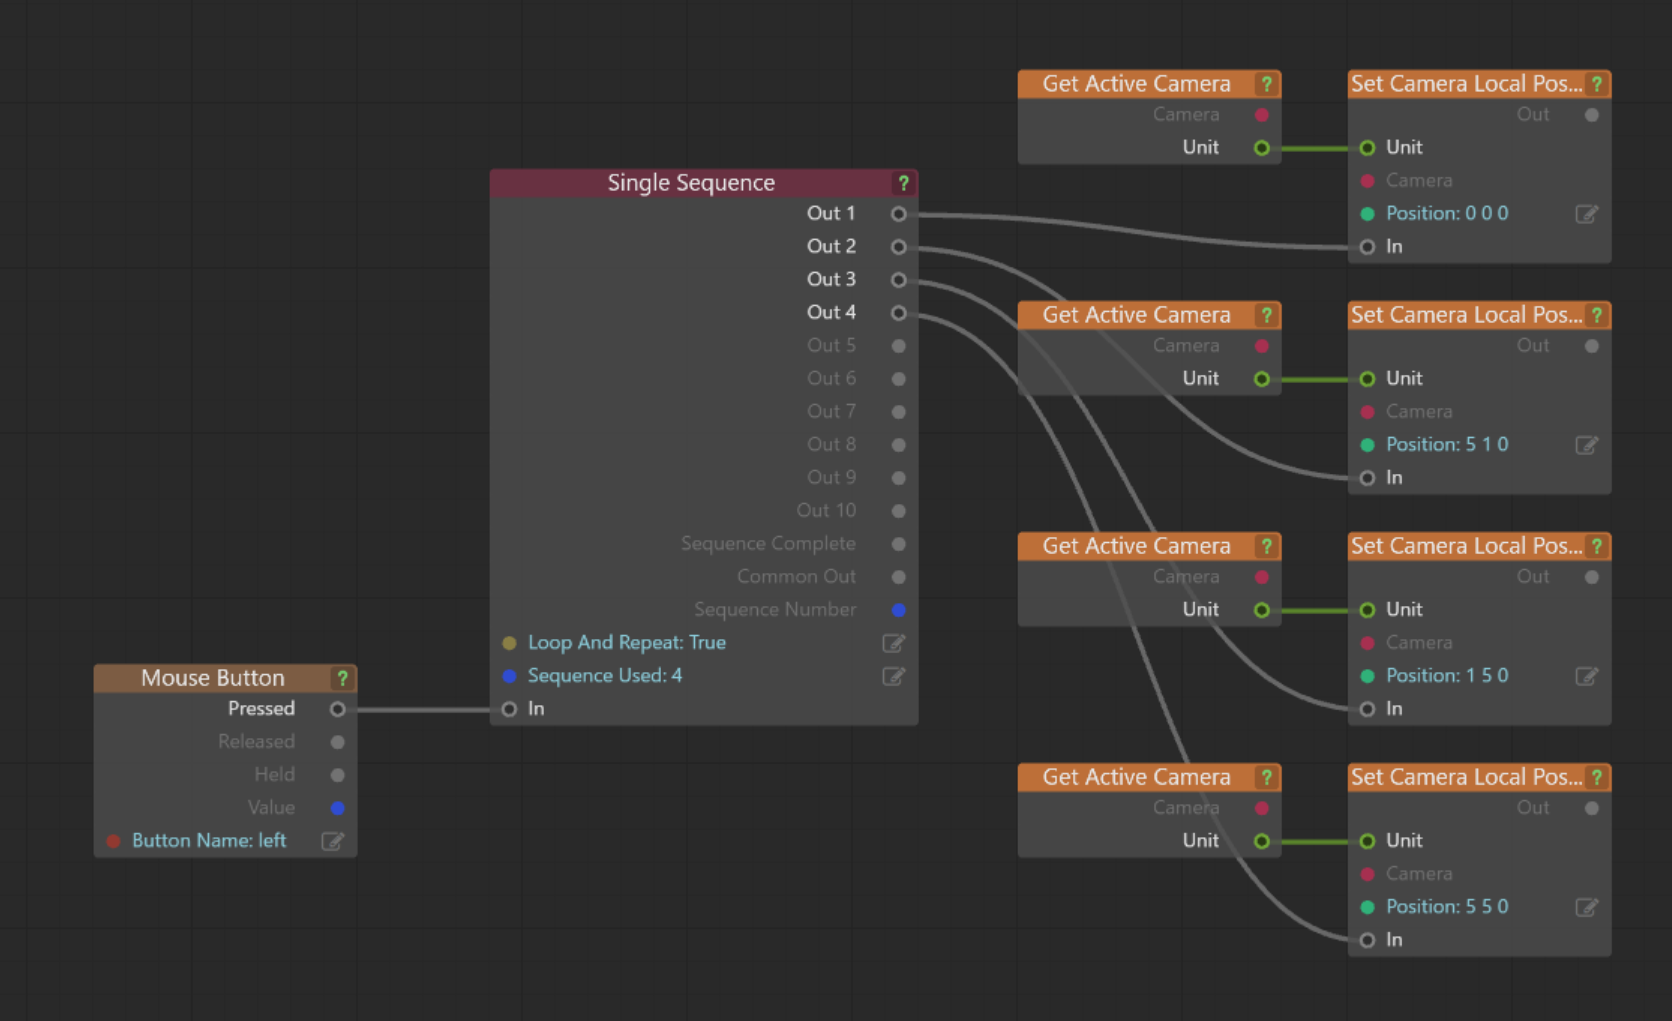 Mouse Button ?
Pressed
Released
Held
Value
Button Name: left
Single Sequence ?
Out 1
Out 2
Out 3
Out 4
Out 5
Out 6
Out 7
Out 8
Out 9
Out 10
Sequence Complete
Common Out
Sequence Number
Loop And Repeat: True
Sequence Used: 4
In
Get Active Camera ?
Camera
Unit
Set Camera Local Pos... ?
Out
Unit
Camera
Position: 0 0 0
In
Get Active Camera ?
Camera
Unit
Set Camera Local Pos... ?
Out
Unit
Camera
Position: 5 1 0
In
Get Active Camera ?
Camera
Unit
Set Camera Local Pos... ?
Out
Unit
Camera
Position: 1 5 0
In
Get Active Camera ?
Camera
Unit
Set Camera Local Pos... ?
Out
Unit
Camera
Position: 5 5 0
In